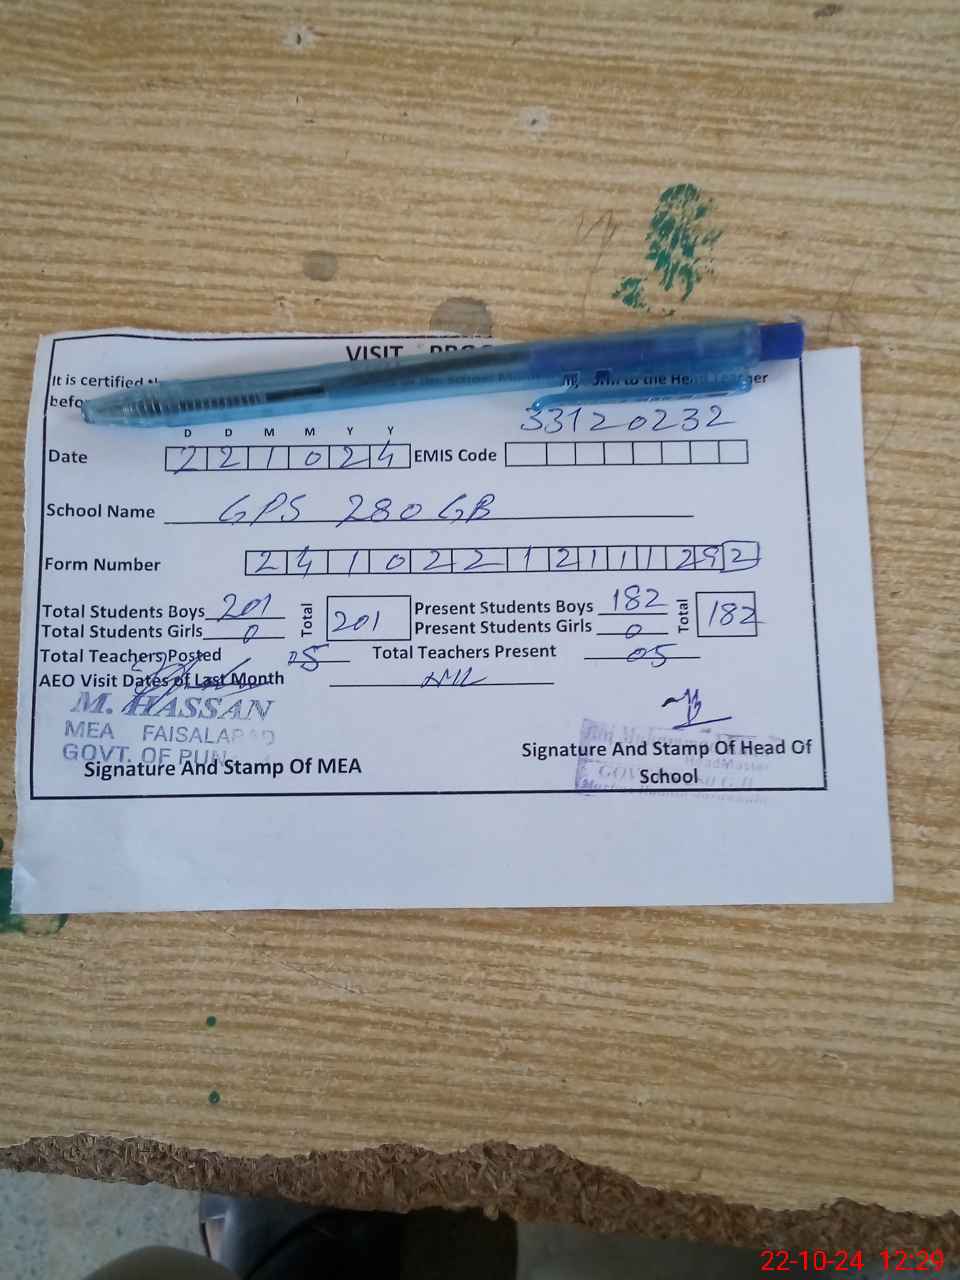 VISIT
It is certified to the Head Teacher
D D M M Y Y
33120232
Date 2 2 1 0 2 4 EMIS Code
School Name GPS 280 GB
Form Number 2 4 1 0 2 2 1 2 1 1 1 2 9 2
Total Students Boys 201 Total 201 Present Students Boys 182 Total 182
Total Students Girls 0 Present Students Girls 0
Total Teachers Posted 05 Total Teachers Present 05
AEO Visit Dates of Last Month Nil
M. HASSAN
MEA FAISALABAD
GOVT. OF PUN
Signature And Stamp Of MEA
Signature And Stamp Of Head Of
School
HeadMaster
22-10-24 12:29